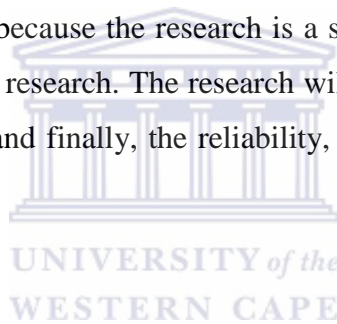 because the research is a s
research. The research wil
and finally, the reliability,
UNIVERSITY of the
WESTERN CAPE